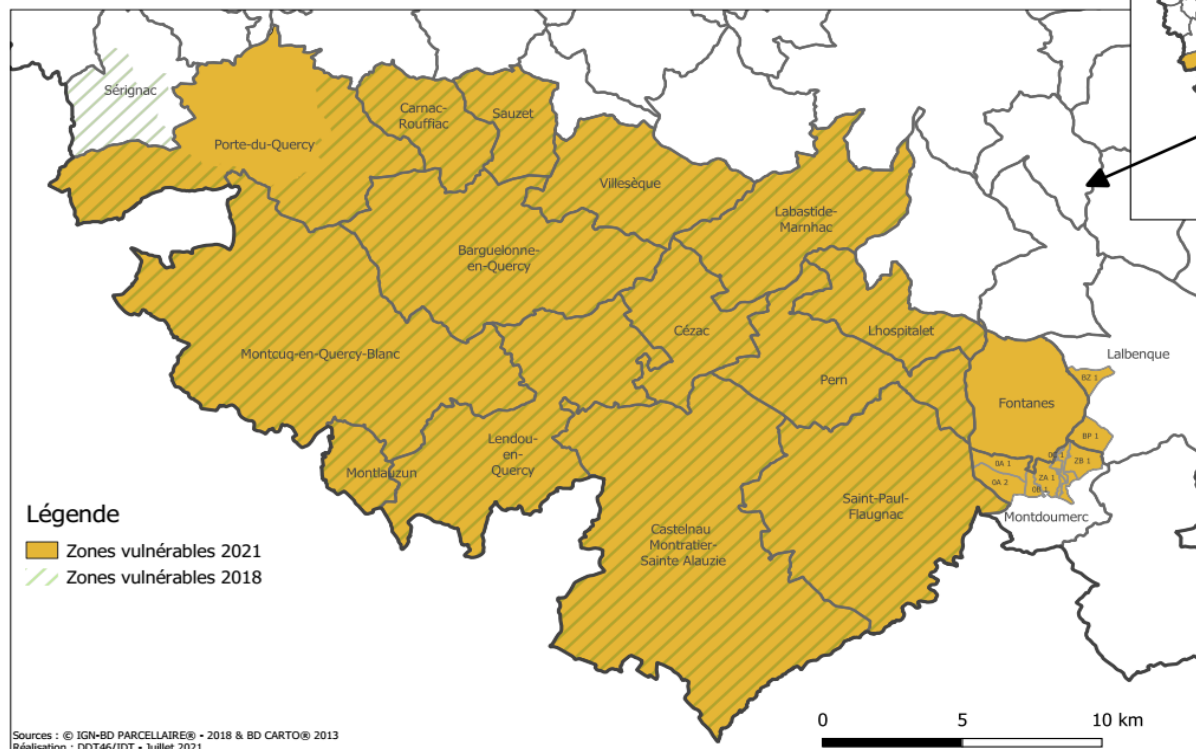 Sérignac
Porte-du-Quercy
Carnac-
Rouffiac
Sauzet
Villesèque
Labastide-
Marnhac
Barguelonne-
en-Quercy
Cézac
Lhospitalet
Montcuq-en-Quercy-Blanc
Pern
Lalbenque
BZ 1
Fontanes
BP 1
ZB 1
0A 1
0A 2
ZA 1
0B 1
Lendou-
en-
Quercy
Montlauzun
Saint-Paul-
Flaugnac
Montdoumerc
Castelnau
Montratier-
Sainte Alauzie
Légende
Zones vulnérables 2021
Zones vulnérables 2018
0 5 10 km
Sources : © IGN-BD PARCELLAIRE® - 2018 & BD CARTO® 2013
Réalisation : DDT46/IDT - Juillet 2021